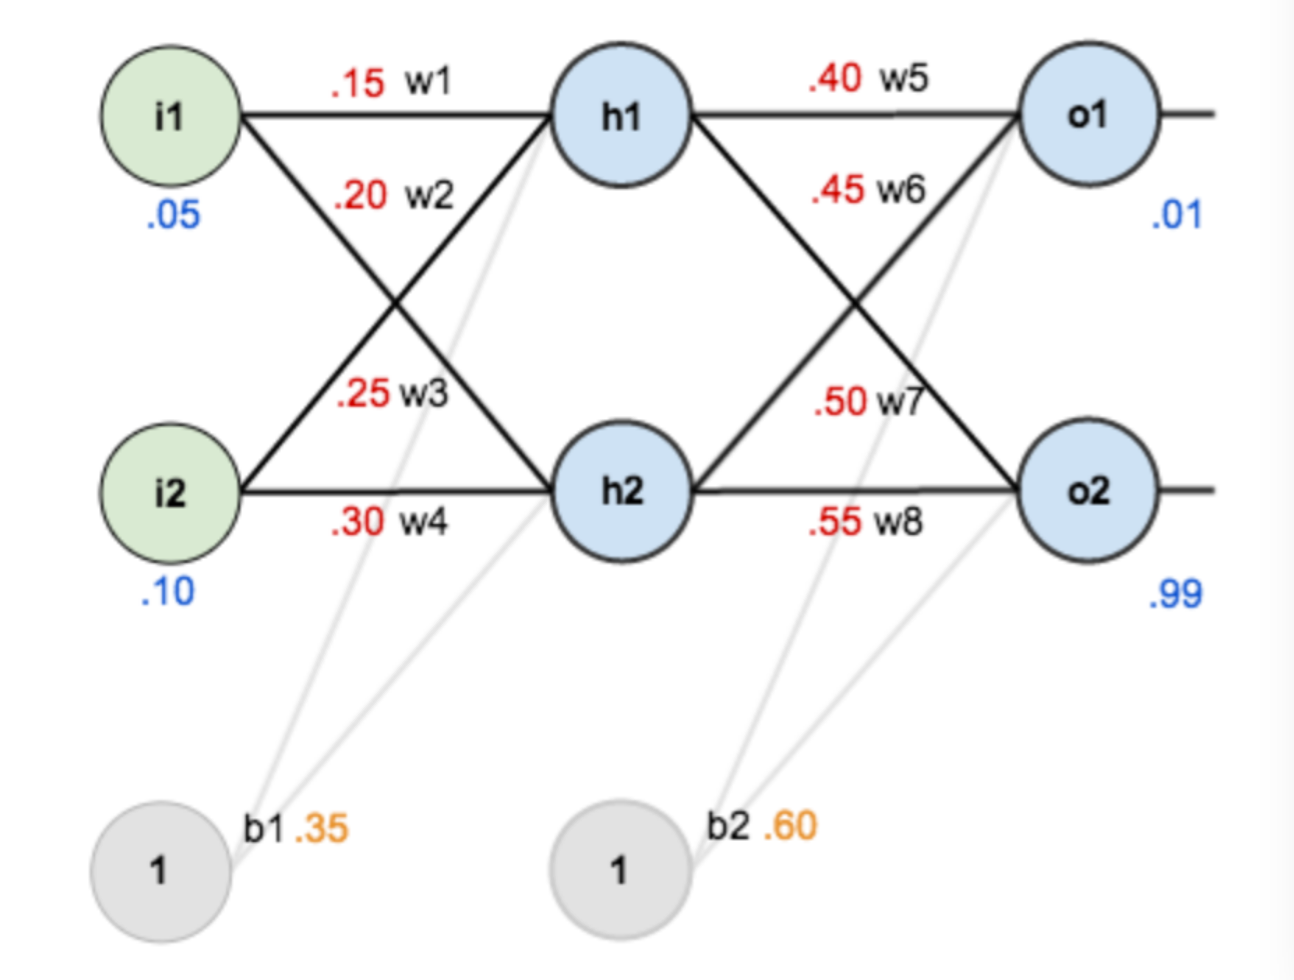 .15 w1
.40 w5
i1
h1
o1
.20 w2
.45 w6
.05
.01
.25 w3
.50 w7
i2
h2
o2
.30 w4
.55 w8
.10
.99
b1 .35
b2 .60
1
1